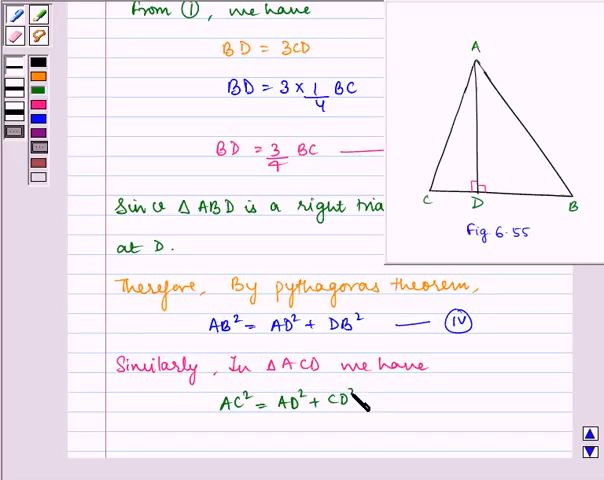 From ①, we have
BD = 3CD
BD = 3 × 1/4 BC
BD = 3/4 BC ——
Since △ ABD is a right tria
at D.
Therefore, By pythagoras theorem,
AB² = AD² + DB² —— (iv)
Similarly, In △ACD we have
AC² = AD² + CD²
A
C
D
B
Fig 6.55